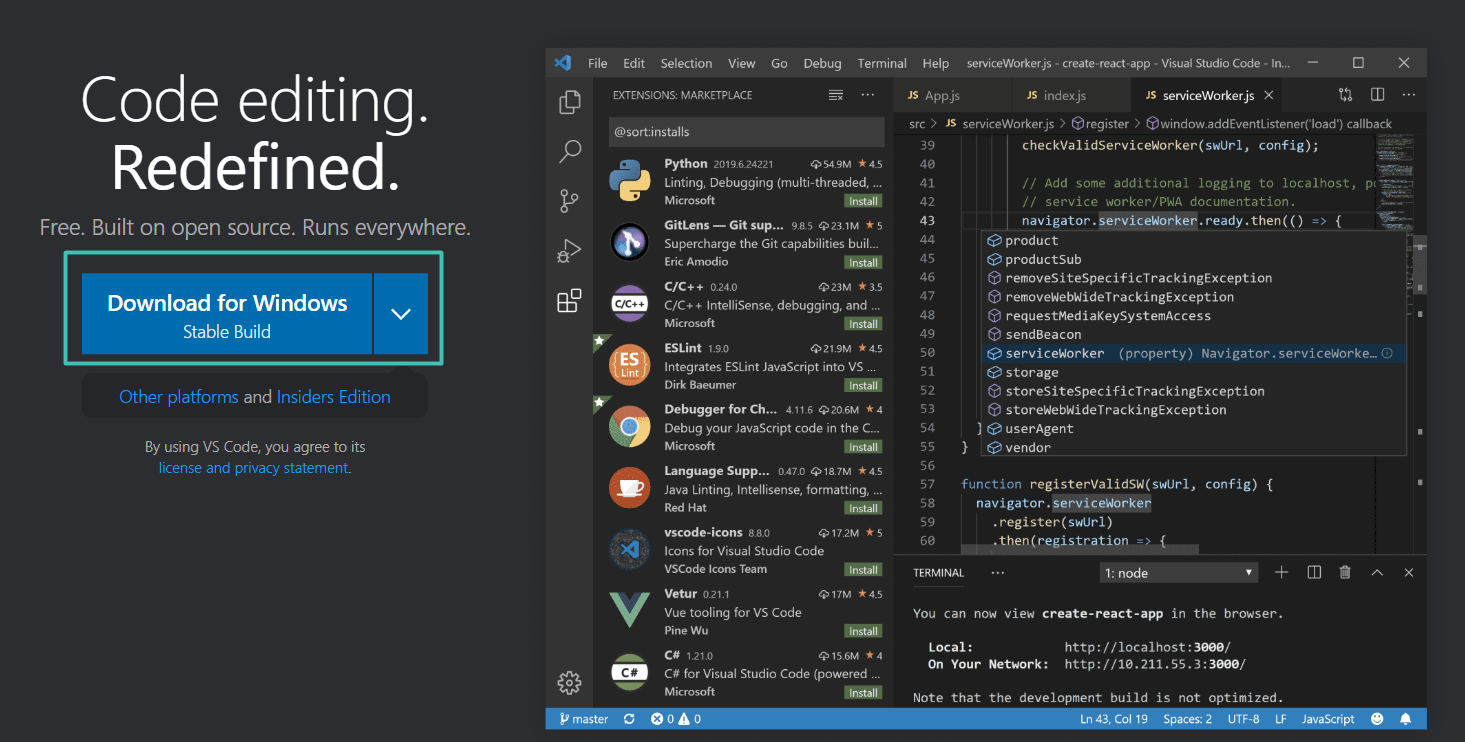 Code editing.
Redefined.
Free. Built on open source. Runs everywhere.
Download for Windows
Stable Build
Other platforms and Insiders Edition
By using VS Code, you agree to its
license and privacy statement.
File Edit Selection View Go Debug Terminal Help serviceWorker.js - create-react-app - Visual Studio Code - In...
EXTENSIONS: MARKETPLACE
@sort:installs
Python 2019.6.24221 54.9M 4.5
Linting, Debugging (multi-threaded, ...
Microsoft Install
GitLens — Git sup... 9.8.5 23.1M 5
Supercharge the Git capabilities buil...
Eric Amodio Install
C/C++
C/C++ 0.24.0 23M 3.5
C/C++ IntelliSense, debugging, and ...
Microsoft Install
ES
Lint
ESLint 1.9.0 21.9M 4.5
Integrates ESLint JavaScript into VS ...
Dirk Baeumer Install
Debugger for Ch... 4.11.6 20.6M 4
Debug your JavaScript code in the C...
Microsoft Install
Language Supp... 0.47.0 18.7M 4.5
Java Linting, Intellisense, formatting, ...
Red Hat Install
vscode-icons 8.8.0 17.2M 5
Icons for Visual Studio Code
VSCode Icons Team Install
Vetur 0.21.1 17M 4.5
Vue tooling for VS Code
Pine Wu Install
C#
C# 1.21.0 15.6M 4
C# for Visual Studio Code (powered ...
Microsoft Install
JS App.js JS index.js JS serviceWorker.js
src > JS serviceWorker.js > register > window.addEventListener('load') callback
39 checkValidServiceWorker(swUrl, config);
40
41 // Add some additional logging to localhost, po
42 // service worker/PWA documentation.
43 navigator.serviceWorker.ready.then(() => {
44 product
45 productSub
46 removeSiteSpecificTrackingException
47 removeWebWideTrackingException
48 requestMediaKeySystemAccess
49 sendBeacon
50 serviceWorker (property) Navigator.serviceWorke...
51 storage
52 storeSiteSpecificTrackingException
53 storeWebWideTrackingException
54 } userAgent
55 } vendor
56
57 function registerValidSW(swUrl, config) {
58 navigator.serviceWorker
59 .register(swUrl)
60 .then(registration => {
TERMINAL ... 1: node
You can now view create-react-app in the browser.
Local: http://localhost:3000/
On Your Network: http://10.211.55.3:3000/
Note that the development build is not optimized.
master 0 0 Ln 43, Col 19 Spaces: 2 UTF-8 LF JavaScript